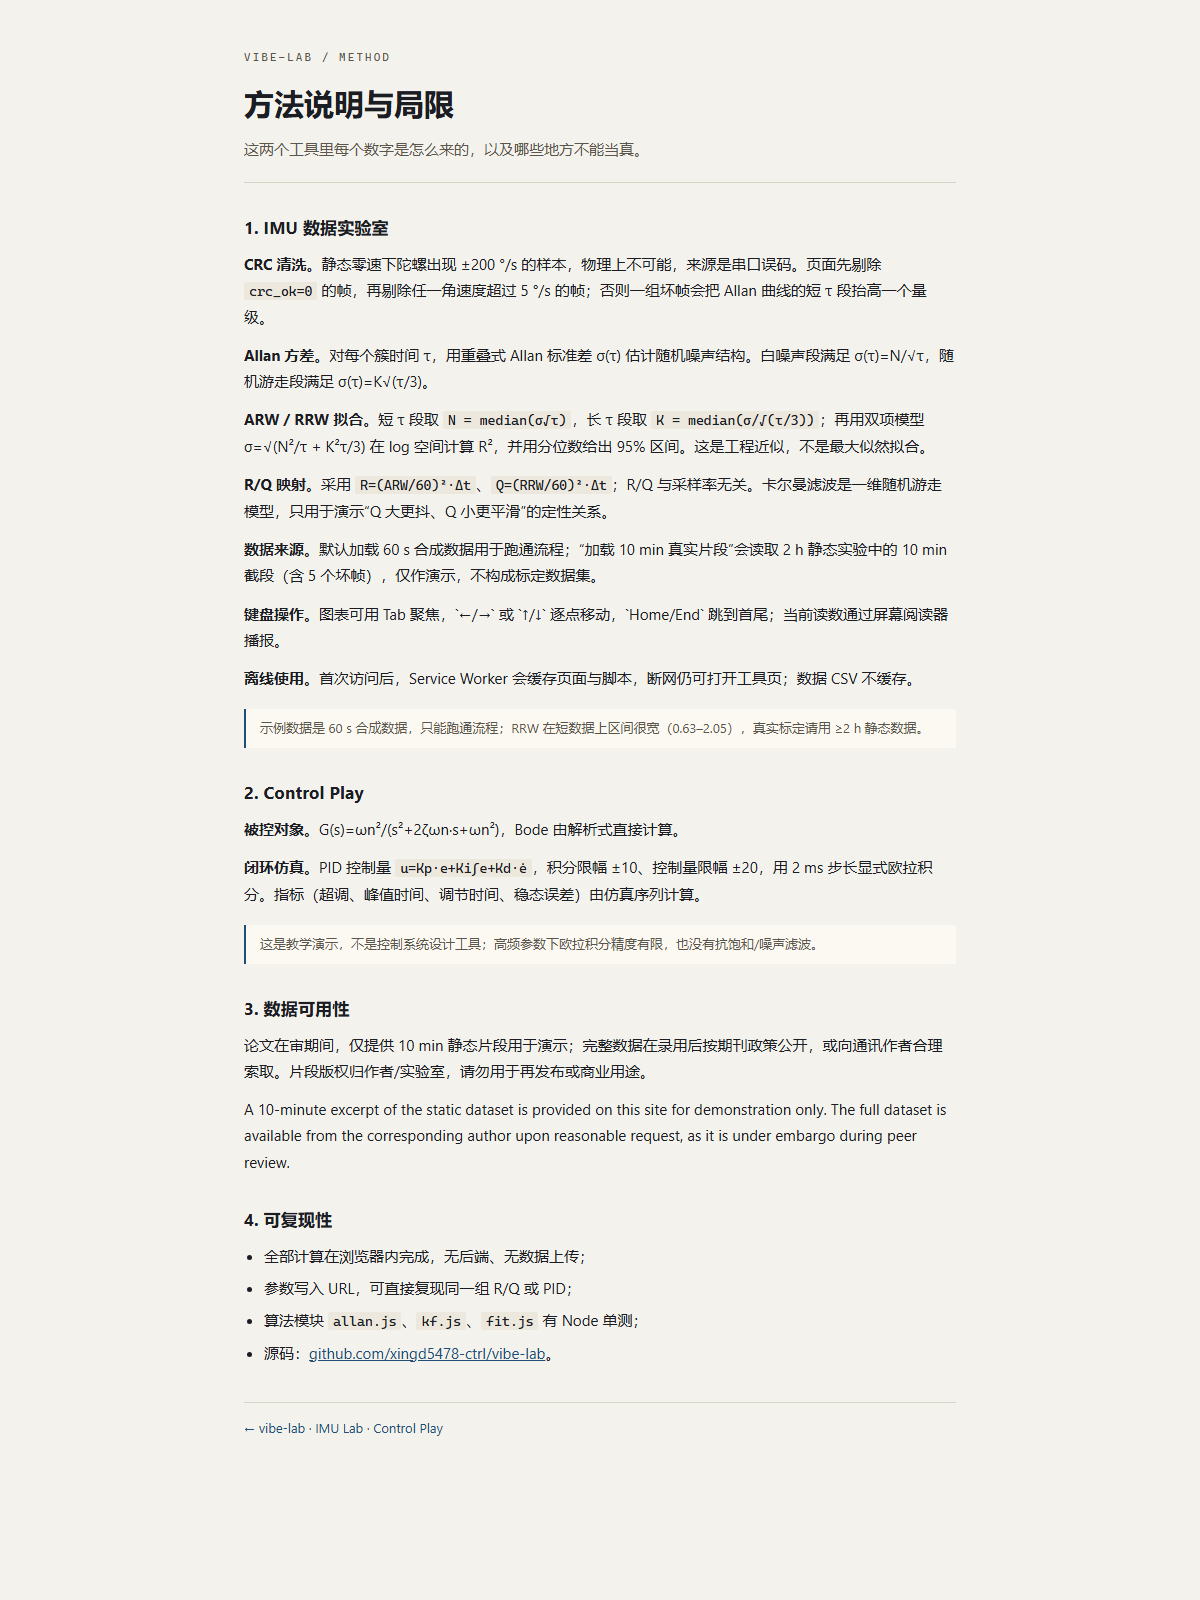 VIBE-LAB / METHOD
方法说明与局限
这两个工具里每个数字是怎么来的，以及哪些地方不能当真。
1. IMU 数据实验室
CRC 清洗。静态零速下陀螺出现 ±200 °/s 的样本，物理上不可能，来源是串口误码。页面先剔除
crc_ok=0 的帧，再剔除任一角速度超过 5 °/s 的帧；否则一组坏帧会把 Allan 曲线的短 τ 段抬高一个量
级。
Allan 方差。对每个簇时间 τ，用重叠式 Allan 标准差 σ(τ) 估计随机噪声结构。白噪声段满足 σ(τ)=N/√τ，随
机游走段满足 σ(τ)=K√(τ/3)。
ARW / RRW 拟合。短 τ 段取 N = median(σ√τ)，长 τ 段取 K = median(σ/√(τ/3))；再用双项模型
σ=√(N²/τ + K²τ/3) 在 log 空间计算 R²，并用分位数给出 95% 区间。这是工程近似，不是最大似然拟合。
R/Q 映射。采用 R=(ARW/60)²·Δt、Q=(RRW/60)²·Δt；R/Q 与采样率无关。卡尔曼滤波是一维随机游走
模型，只用于演示“Q 大更抖、Q 小更平滑”的定性关系。
数据来源。默认加载 60 s 合成数据用于跑通流程；“加载 10 min 真实片段”会读取 2 h 静态实验中的 10 min
截段（含 5 个坏帧），仅作演示，不构成标定数据集。
键盘操作。图表可用 Tab 聚焦，`←/→` 或 `↑/↓` 逐点移动，`Home/End` 跳到首尾；当前读数通过屏幕阅读器
播报。
离线使用。首次访问后，Service Worker 会缓存页面与脚本，断网仍可打开工具页；数据 CSV 不缓存。
示例数据是 60 s 合成数据，只能跑通流程；RRW 在短数据上区间很宽（0.63–2.05），真实标定请用 ≥2 h 静态数据。
2. Control Play
被控对象。G(s)=ωn²/(s²+2ζωn·s+ωn²)，Bode 由解析式直接计算。
闭环仿真。PID 控制量 u=Kp·e+Ki∫e+Kd·ė，积分限幅 ±10、控制量限幅 ±20，用 2 ms 步长显式欧拉积
分。指标（超调、峰值时间、调节时间、稳态误差）由仿真序列计算。
这是教学演示，不是控制系统设计工具；高频参数下欧拉积分精度有限，也没有抗饱和/噪声滤波。
3. 数据可用性
论文在审期间，仅提供 10 min 静态片段用于演示；完整数据在录用后按期刊政策公开，或向通讯作者合理
索取。片段版权归作者/实验室，请勿用于再发布或商业用途。
A 10-minute excerpt of the static dataset is provided on this site for demonstration only. The full dataset is
available from the corresponding author upon reasonable request, as it is under embargo during peer
review.
4. 可复现性
• 全部计算在浏览器内完成，无后端、无数据上传；
• 参数写入 URL，可直接复现同一组 R/Q 或 PID；
• 算法模块 allan.js、kf.js、fit.js 有 Node 单测；
• 源码：github.com/xingd5478-ctrl/vibe-lab。
← vibe-lab · IMU Lab · Control Play